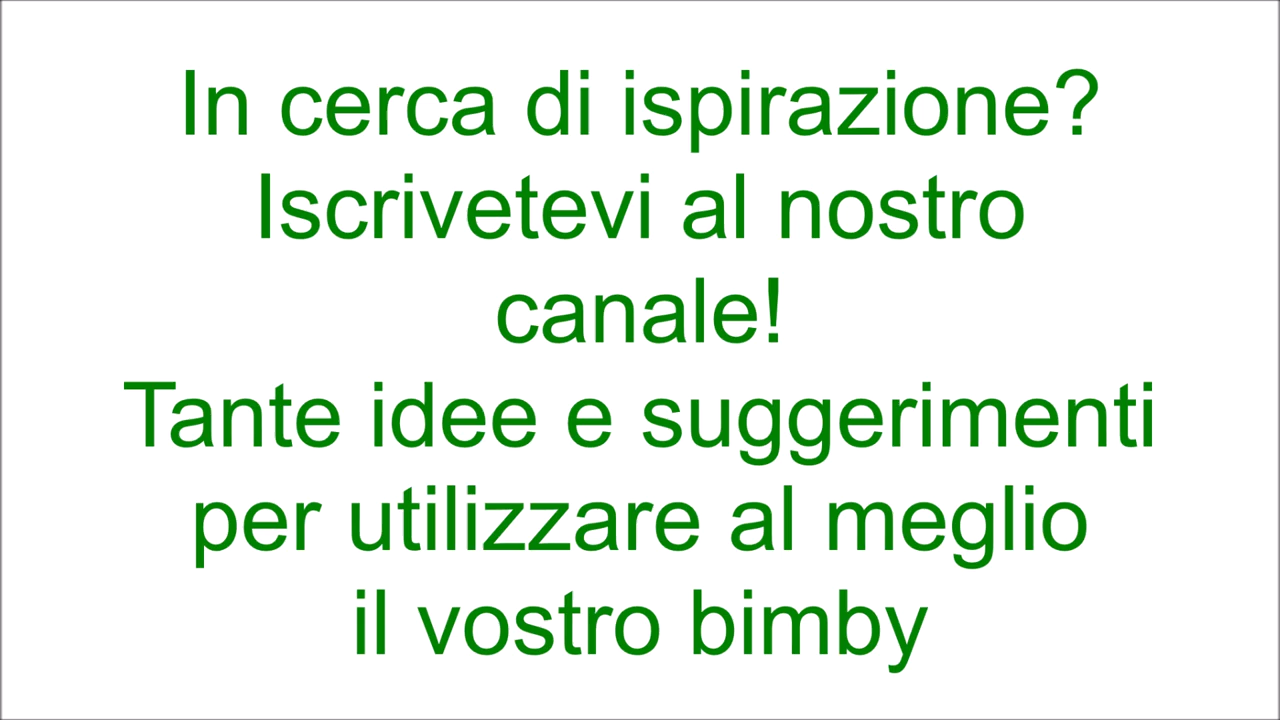 In cerca di ispirazione?
Iscrivetevi al nostro
canale!
Tante idee e suggerimenti
per utilizzare al meglio
il vostro bimby